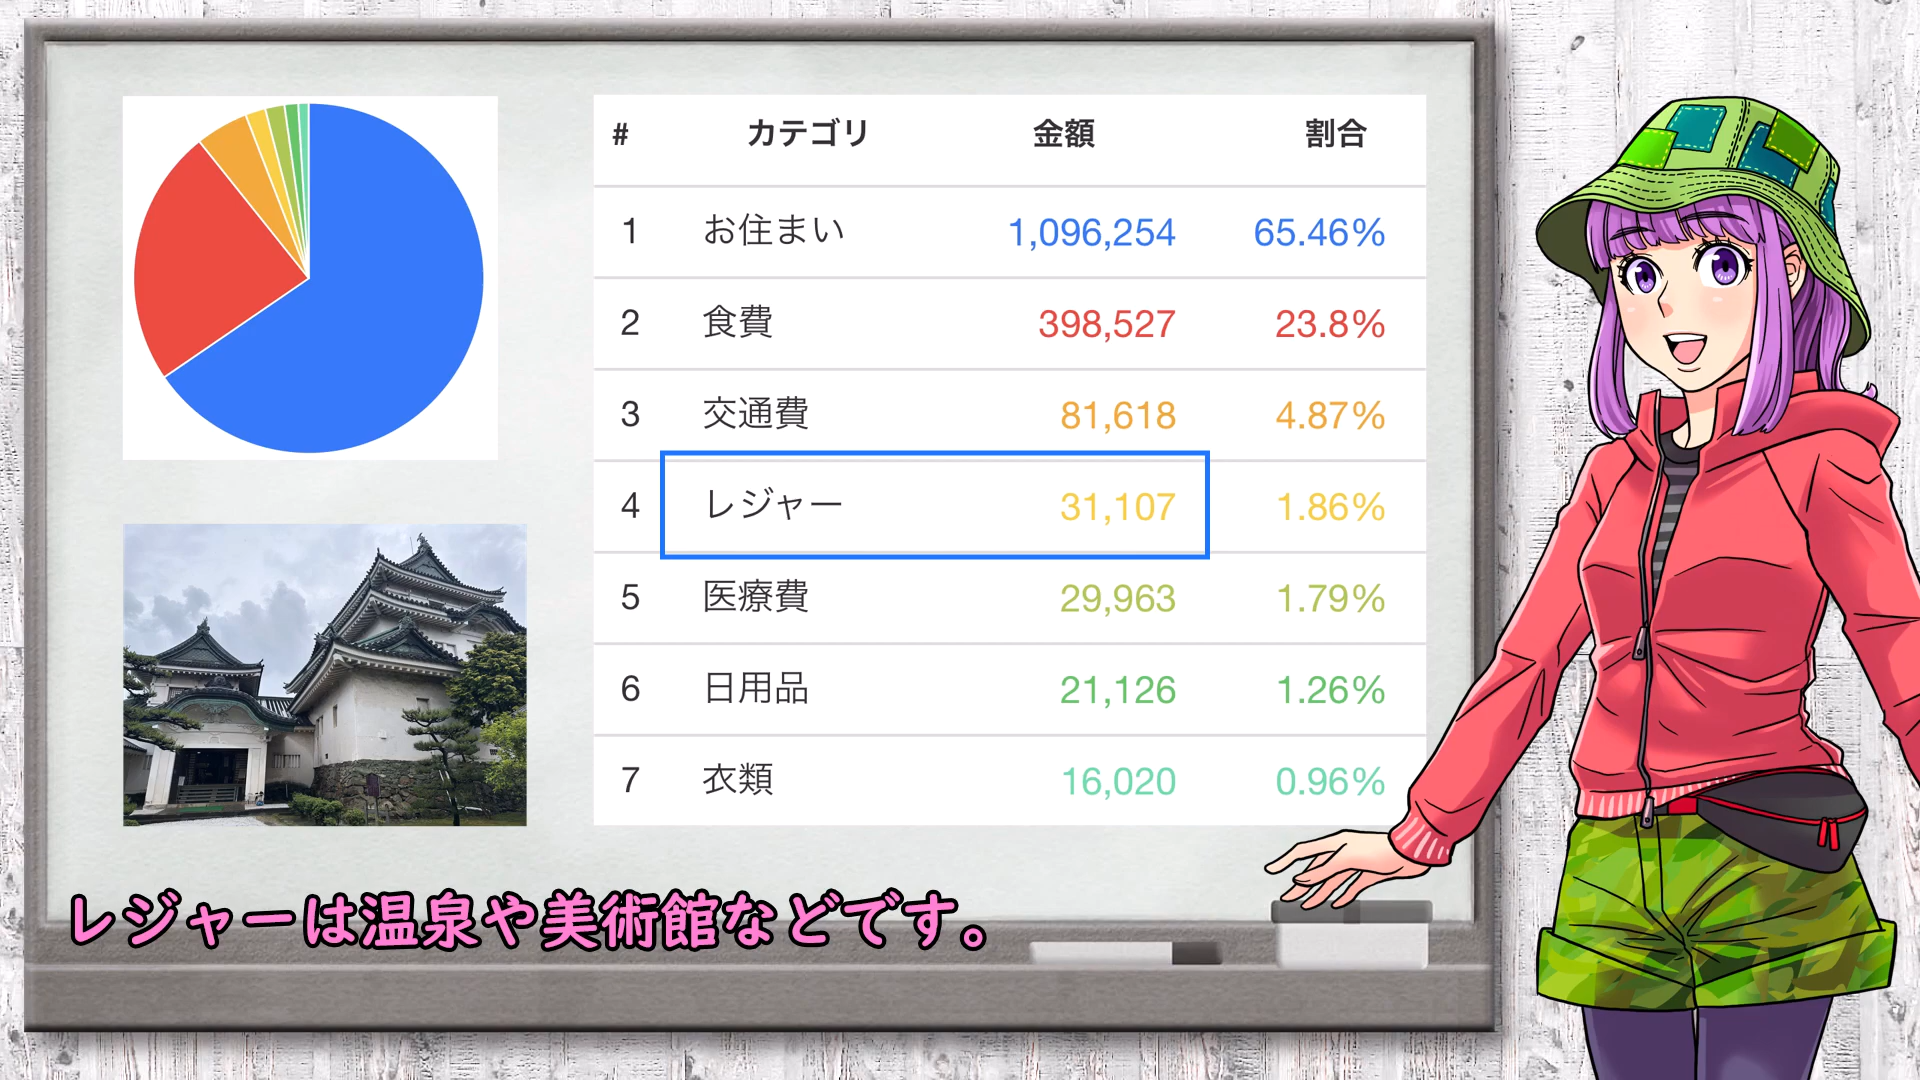 # カテゴリ 金額 割合
1 お住まい 1,096,254 65.46%
2 食費 398,527 23.8%
3 交通費 81,618 4.87%
4 レジャー 31,107 1.86%
5 医療費 29,963 1.79%
6 日用品 21,126 1.26%
7 衣類 16,020 0.96%
レジャーは温泉や美術館などです。